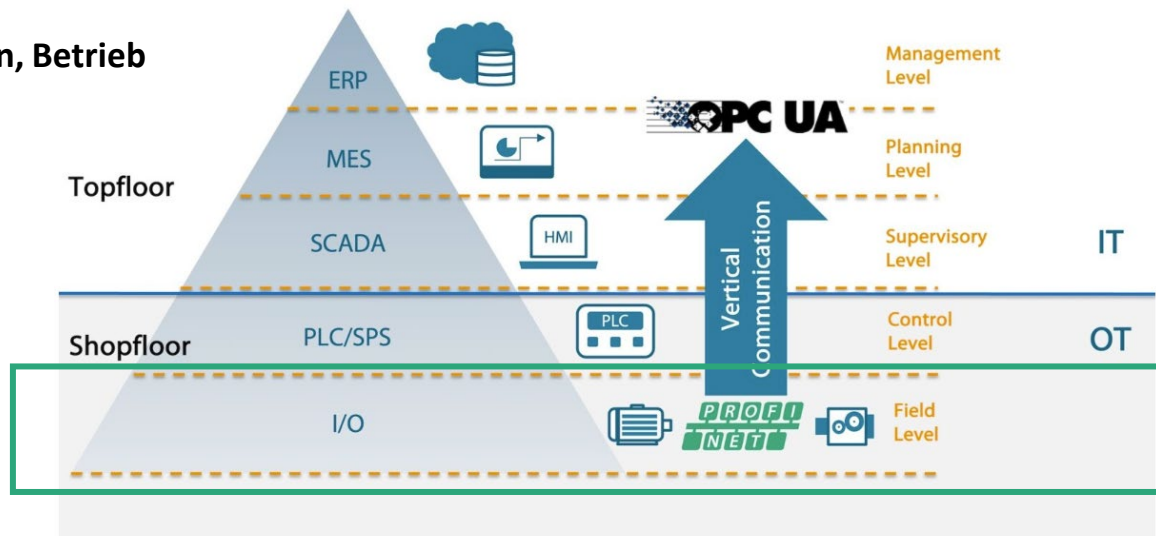 n, Betrieb
ERP
Management
Level
OPC UA
MES
Planning
Level
Topfloor
SCADA
HMI
Supervisory
Level
IT
Vertical
Communication
Shopfloor
PLC/SPS
PLC
Control
Level
OT
I/O
PROFI
NET
Field
Level